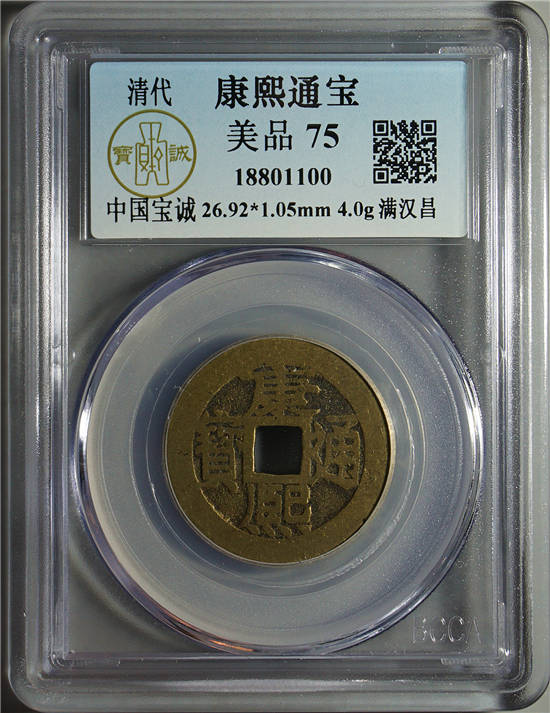 清代
康熙通宝
美品 75
寶 誠
18801100
中国宝诚 26.92*1.05mm 4.0g 满汉昌
康熙通寳
BCCA